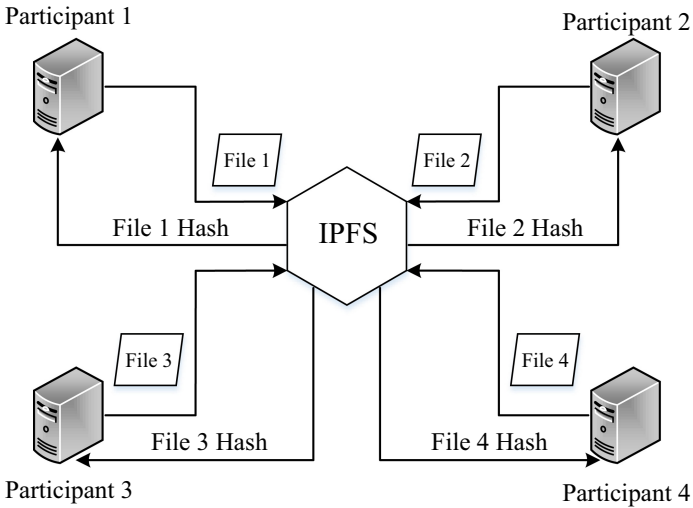 Participant 1
Participant 2
File 1
File 2
File 1 Hash
IPFS
File 2 Hash
File 3
File 4
File 3 Hash
File 4 Hash
Participant 3
Participant 4